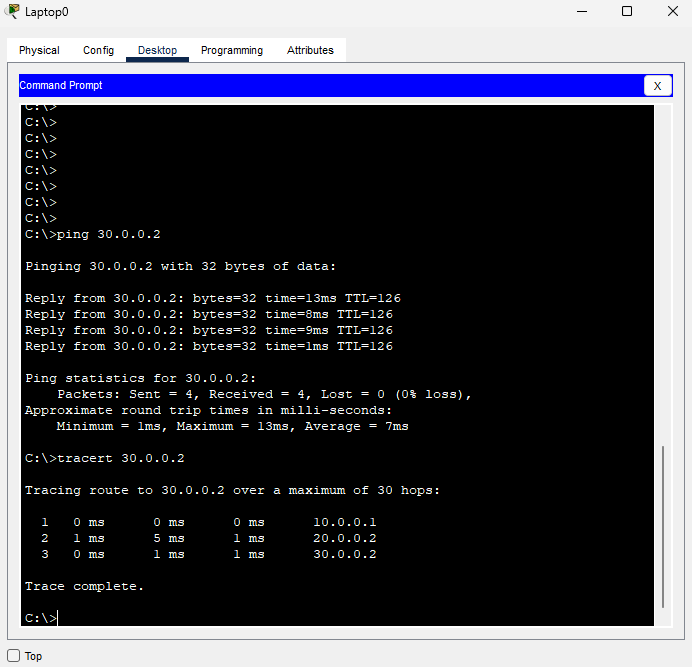 Laptop0
Physical Config Desktop Programming Attributes
Command Prompt X
C:\>
C:\>
C:\>
C:\>
C:\>
C:\>
C:\>
C:\>
C:\>ping 30.0.0.2
Pinging 30.0.0.2 with 32 bytes of data:
Reply from 30.0.0.2: bytes=32 time=13ms TTL=126
Reply from 30.0.0.2: bytes=32 time=8ms TTL=126
Reply from 30.0.0.2: bytes=32 time=9ms TTL=126
Reply from 30.0.0.2: bytes=32 time=1ms TTL=126
Ping statistics for 30.0.0.2:
Packets: Sent = 4, Received = 4, Lost = 0 (0% loss),
Approximate round trip times in milli-seconds:
Minimum = 1ms, Maximum = 13ms, Average = 7ms
C:\>tracert 30.0.0.2
Tracing route to 30.0.0.2 over a maximum of 30 hops:
1 0 ms 0 ms 0 ms 10.0.0.1
2 1 ms 5 ms 1 ms 20.0.0.2
3 0 ms 1 ms 1 ms 30.0.0.2
Trace complete.
C:\>
Top